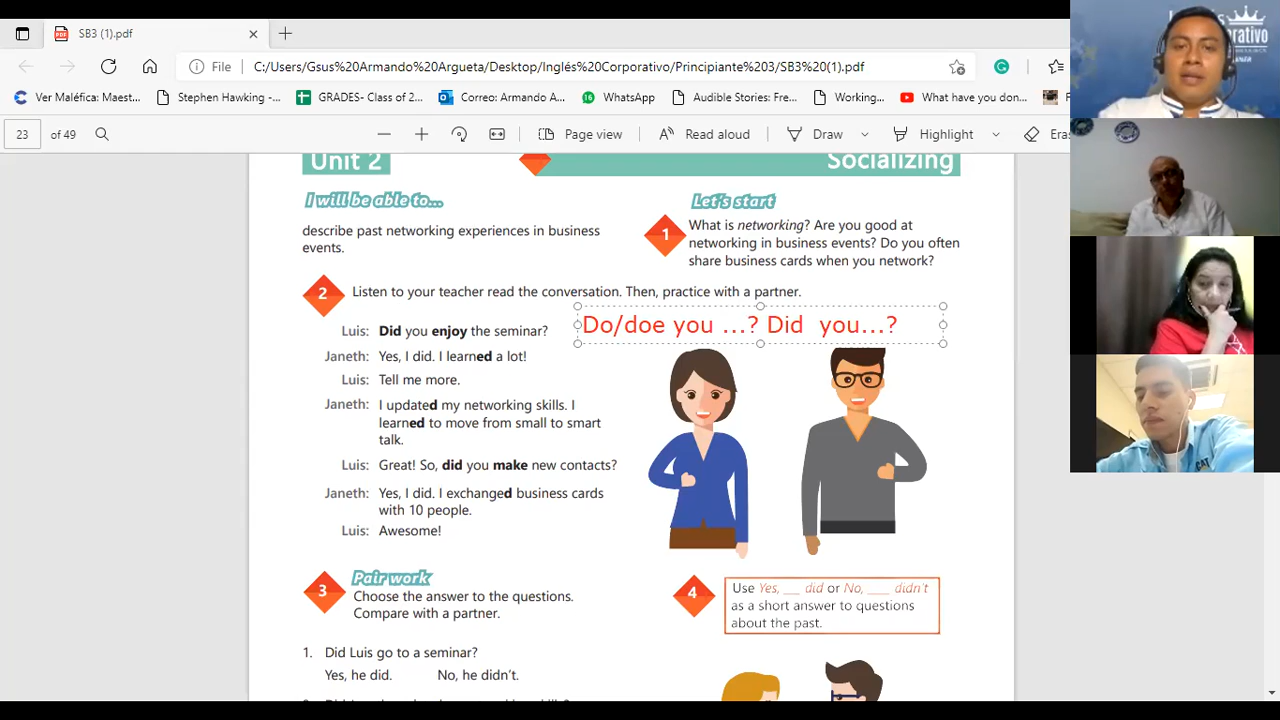 SB3 (1).pdf
File C:/Users/Gsus%20Armando%20Argueta/Desktop/Inglés%20Corporativo/Principiante%203/SB3%20(1).pdf
Ver Maléfica: Maest... Stephen Hawking -... GRADES- Class of 2... Correo: Armando A... WhatsApp Audible Stories: Fre... Working... What have you don...
23 of 49 Page view Read aloud Draw Highlight Eras
Unit 2 Socializing
I will be able to...
describe past networking experiences in business
events.
Let's start
1 What is networking? Are you good at
networking in business events? Do you often
share business cards when you network?
2 Listen to your teacher read the conversation. Then, practice with a partner.
Do/doe you ...? Did you...?
Luis: Did you enjoy the seminar?
Janeth: Yes, I did. I learned a lot!
Luis: Tell me more.
Janeth: I updated my networking skills. I
learned to move from small to smart
talk.
Luis: Great! So, did you make new contacts?
Janeth: Yes, I did. I exchanged business cards
with 10 people.
Luis: Awesome!
3 Pair work
Choose the answer to the questions.
Compare with a partner.
4 Use Yes, __ did or No, ___ didn't
as a short answer to questions
about the past.
1. Did Luis go to a seminar?
Yes, he did. No, he didn't.
CAT